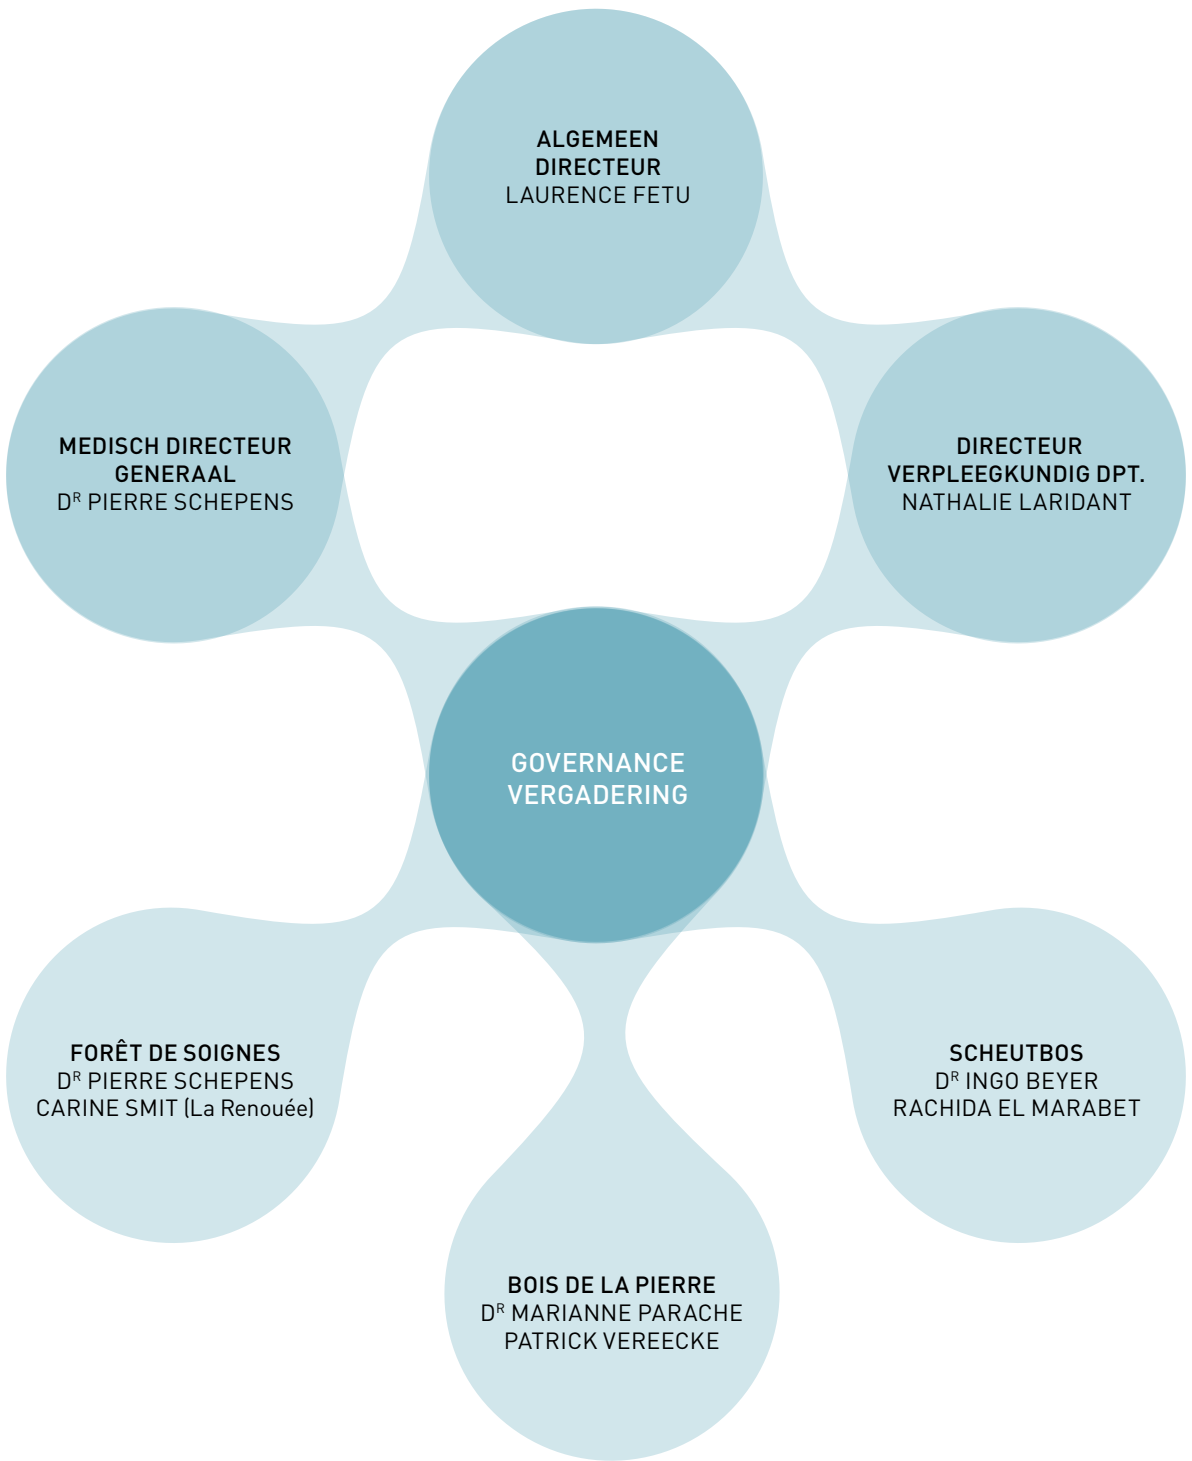 ALGEMEEN
DIRECTEUR
LAURENCE FETU
MEDISCH DIRECTEUR
GENERAAL
Dᴿ PIERRE SCHEPENS
DIRECTEUR
VERPLEEGKUNDIG DPT.
NATHALIE LARIDANT
GOVERNANCE
VERGADERING
FORÊT DE SOIGNES
Dᴿ PIERRE SCHEPENS
CARINE SMIT (La Renouée)
SCHEUTBOS
Dᴿ INGO BEYER
RACHIDA EL MARABET
BOIS DE LA PIERRE
Dᴿ MARIANNE PARACHE
PATRICK VEREECKE